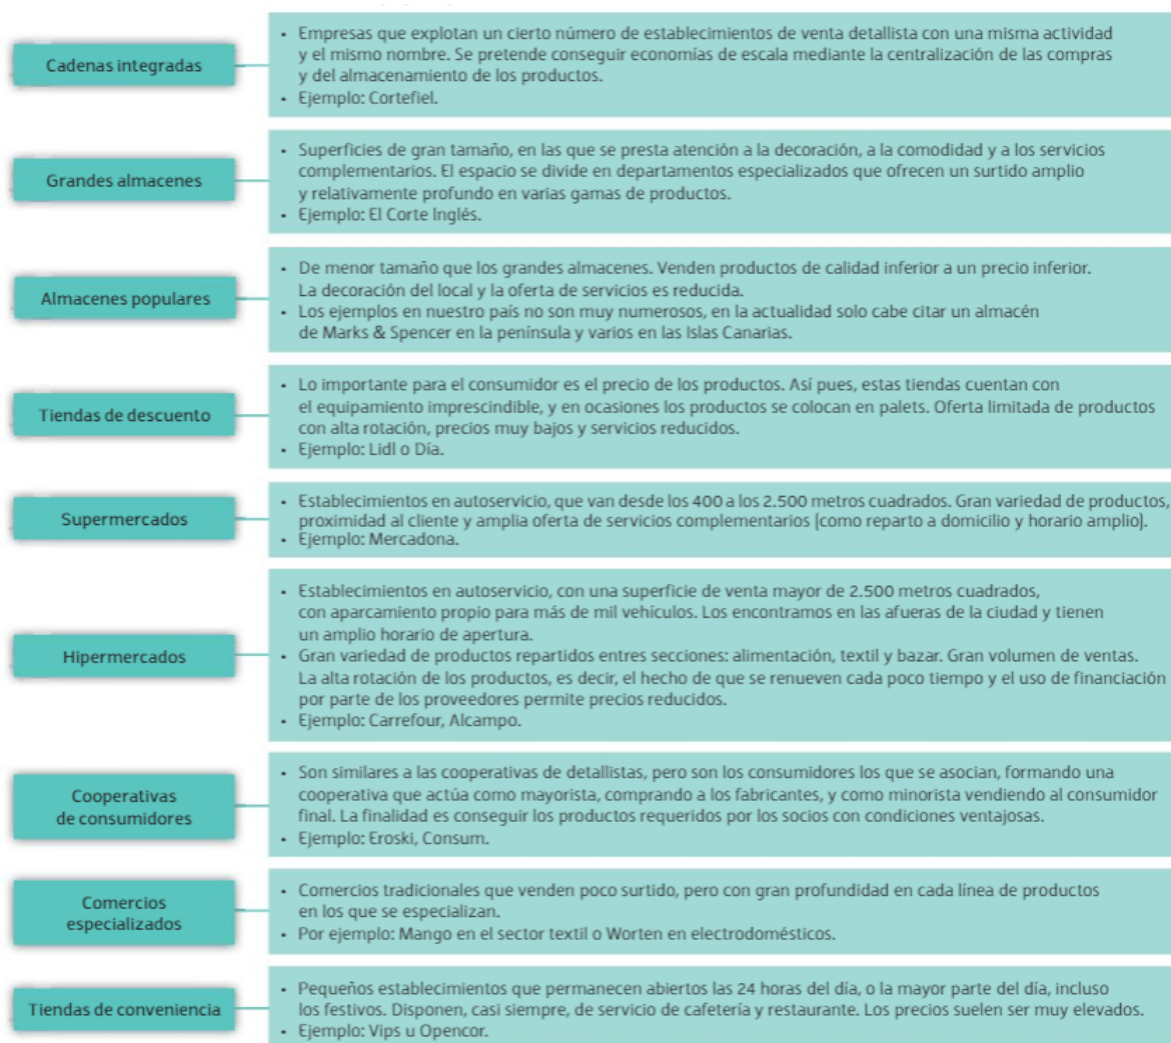 Cadenas integradas
• Empresas que explotan un cierto número de establecimientos de venta detallista con una misma actividad
y el mismo nombre. Se pretende conseguir economías de escala mediante la centralización de las compras
y del almacenamiento de los productos.
• Ejemplo: Cortefiel.
Grandes almacenes
• Superficies de gran tamaño, en las que se presta atención a la decoración, a la comodidad y a los servicios
complementarios. El espacio se divide en departamentos especializados que ofrecen un surtido amplio
y relativamente profundo en varias gamas de productos.
• Ejemplo: El Corte Inglés.
Almacenes populares
• De menor tamaño que los grandes almacenes. Venden productos de calidad inferior a un precio inferior.
La decoración del local y la oferta de servicios es reducida.
• Los ejemplos en nuestro país no son muy numerosos, en la actualidad solo cabe citar un almacén
de Marks & Spencer en la península y varios en las Islas Canarias.
Tiendas de descuento
• Lo importante para el consumidor es el precio de los productos. Así pues, estas tiendas cuentan con
el equipamiento imprescindible, y en ocasiones los productos se colocan en palets. Oferta limitada de productos
con alta rotación, precios muy bajos y servicios reducidos.
• Ejemplo: Lidl o Día.
Supermercados
• Establecimientos en autoservicio, que van desde los 400 a los 2.500 metros cuadrados. Gran variedad de productos,
proximidad al cliente y amplia oferta de servicios complementarios (como reparto a domicilio y horario amplio).
• Ejemplo: Mercadona.
Hipermercados
• Establecimientos en autoservicio, con una superficie de venta mayor de 2.500 metros cuadrados,
con aparcamiento propio para más de mil vehículos. Los encontramos en las afueras de la ciudad y tienen
un amplio horario de apertura.
• Gran variedad de productos repartidos entres secciones: alimentación, textil y bazar. Gran volumen de ventas.
La alta rotación de los productos, es decir, el hecho de que se renueven cada poco tiempo y el uso de financiación
por parte de los proveedores permite precios reducidos.
• Ejemplo: Carrefour, Alcampo.
Cooperativas
de consumidores
• Son similares a las cooperativas de detallistas, pero son los consumidores los que se asocian, formando una
cooperativa que actúa como mayorista, comprando a los fabricantes, y como minorista vendiendo al consumidor
final. La finalidad es conseguir los productos requeridos por los socios con condiciones ventajosas.
• Ejemplo: Eroski, Consum.
Comercios
especializados
• Comercios tradicionales que venden poco surtido, pero con gran profundidad en cada línea de productos
en los que se especializan.
• Por ejemplo: Mango en el sector textil o Worten en electrodomésticos.
Tiendas de conveniencia
• Pequeños establecimientos que permanecen abiertos las 24 horas del día, o la mayor parte del día, incluso
los festivos. Disponen, casi siempre, de servicio de cafetería y restaurante. Los precios suelen ser muy elevados.
• Ejemplo: Vips u Opencor.